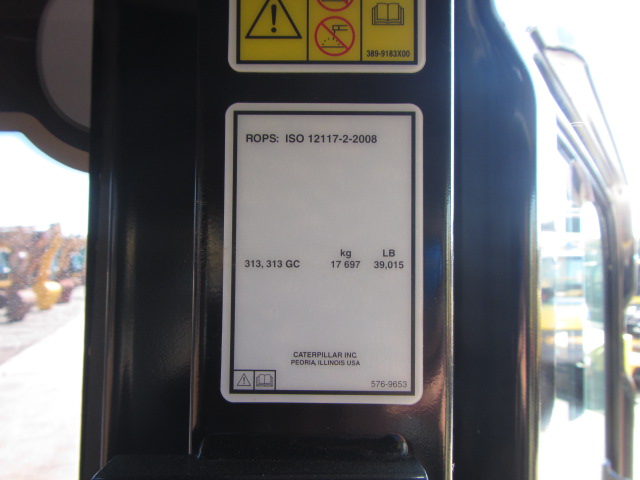 389-9183X00
ROPS: ISO 12117-2-2008
kg LB
313, 313 GC 17 697 39,015
CATERPILLAR INC.
PEORIA, ILLINOIS USA
576-9653